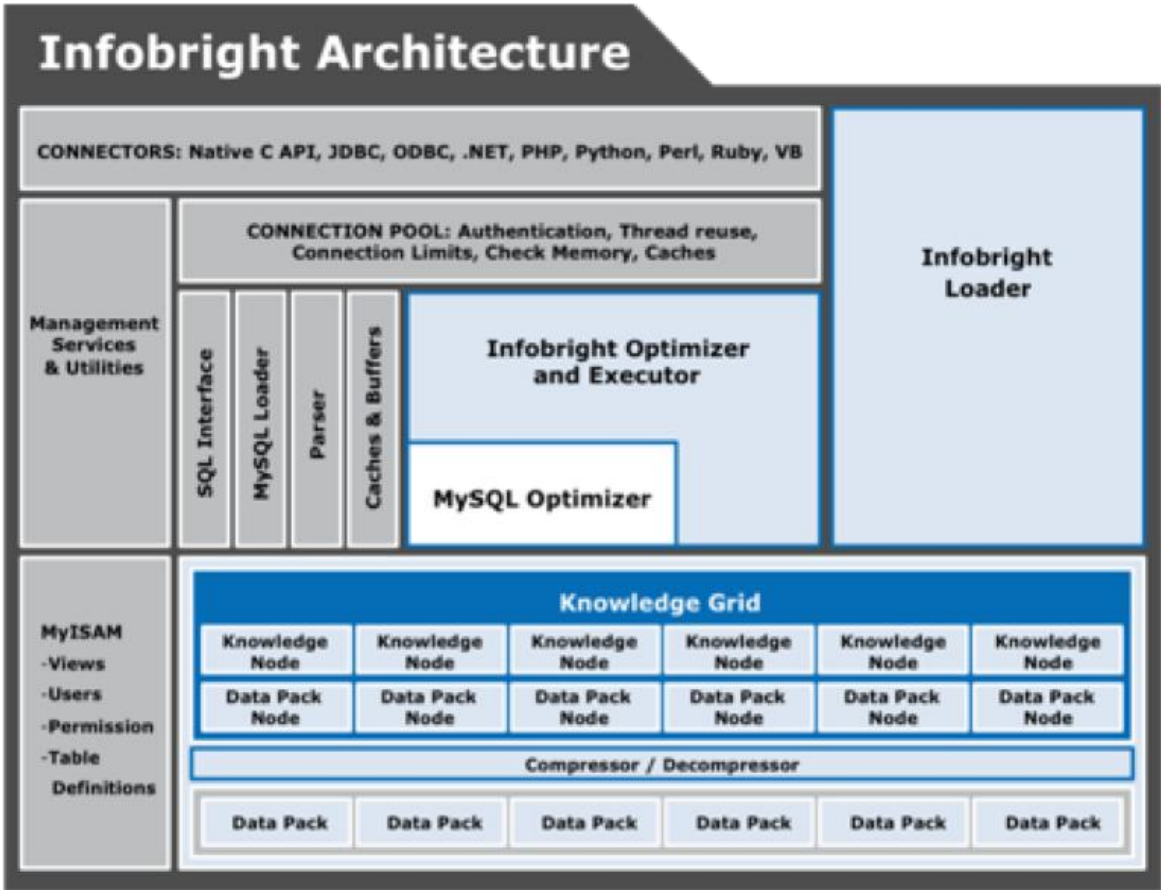 Infobright Architecture
CONNECTORS: Native C API, JDBC, ODBC, .NET, PHP, Python, Perl, Ruby, VB
CONNECTION POOL: Authentication, Thread reuse,
Connection Limits, Check Memory, Caches
Infobright
Loader
Management
Services
& Utilities
SQL Interface
MySQL Loader
Parser
Caches & Buffers
Infobright Optimizer
and Executor
MySQL Optimizer
MyISAM
-Views
-Users
-Permission
-Table
Definitions
Knowledge Grid
Knowledge Node
Knowledge Node
Knowledge Node
Knowledge Node
Knowledge Node
Knowledge Node
Data Pack Node
Data Pack Node
Data Pack Node
Data Pack Node
Data Pack Node
Data Pack Node
Compressor / Decompressor
Data Pack
Data Pack
Data Pack
Data Pack
Data Pack
Data Pack